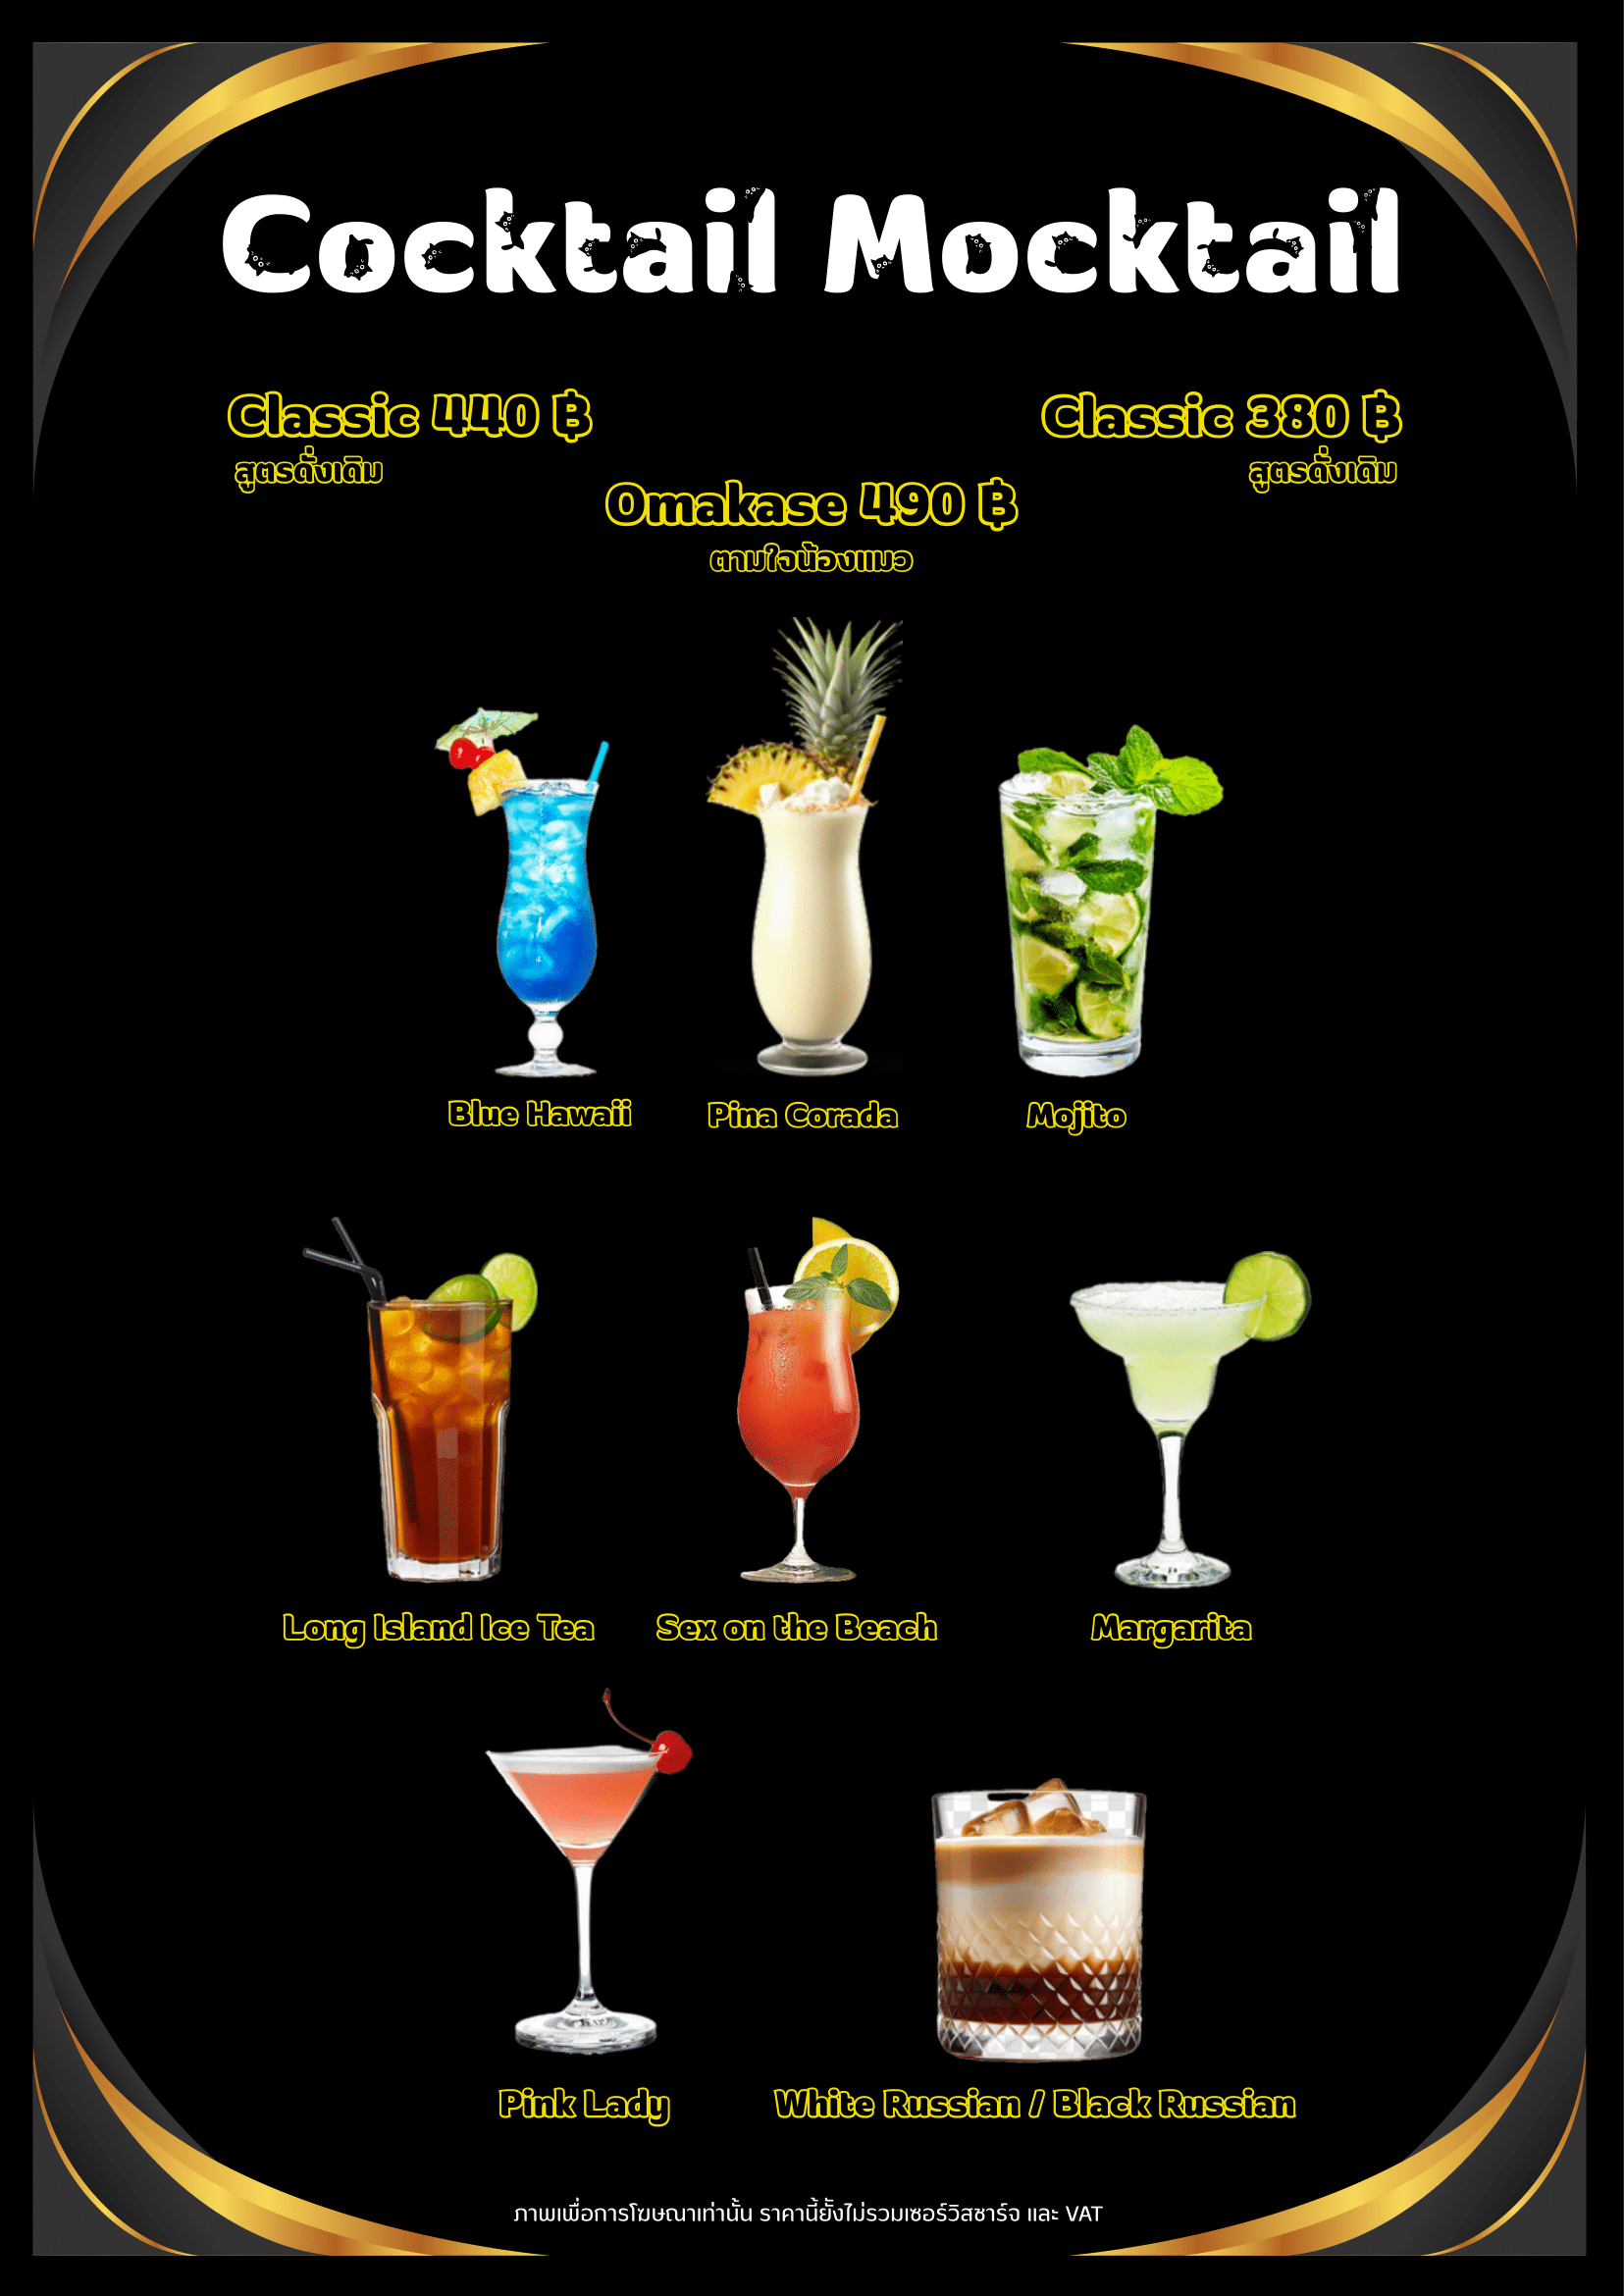 Cocktail Mocktail
Classic 440 ฿
สูตรดั่งเดิม
Classic 380 ฿
สูตรดั่งเดิม
Omakase 490 ฿
ตามใจน้องแมว
Blue Hawaii
Pina Corada
Mojito
Long Island Ice Tea
Sex on the Beach
Margarita
Pink Lady
White Russian / Black Russian
ภาพเพื่อการโฆษณาเท่านั้น ราคานี้ยังไม่รวมเซอร์วิสชาร์จ และ VAT